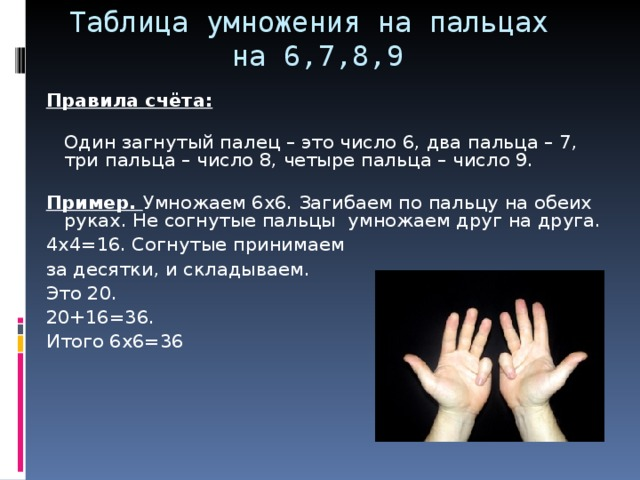 Таблица умножения на пальцах
на 6,7,8,9
Правила счёта:
Один загнутый палец – это число 6, два пальца – 7,
три пальца – число 8, четыре пальца – число 9.
Пример. Умножаем 6х6. Загибаем по пальцу на обеих
руках. Не согнутые пальцы умножаем друг на друга.
4х4=16. Согнутые принимаем
за десятки, и складываем.
Это 20.
20+16=36.
Итого 6х6=36